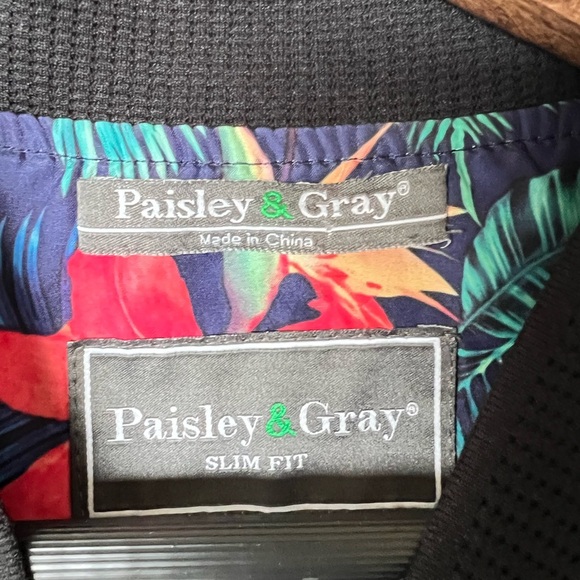 Paisley & Gray®
Made in China
Paisley & Gray®
SLIM FIT